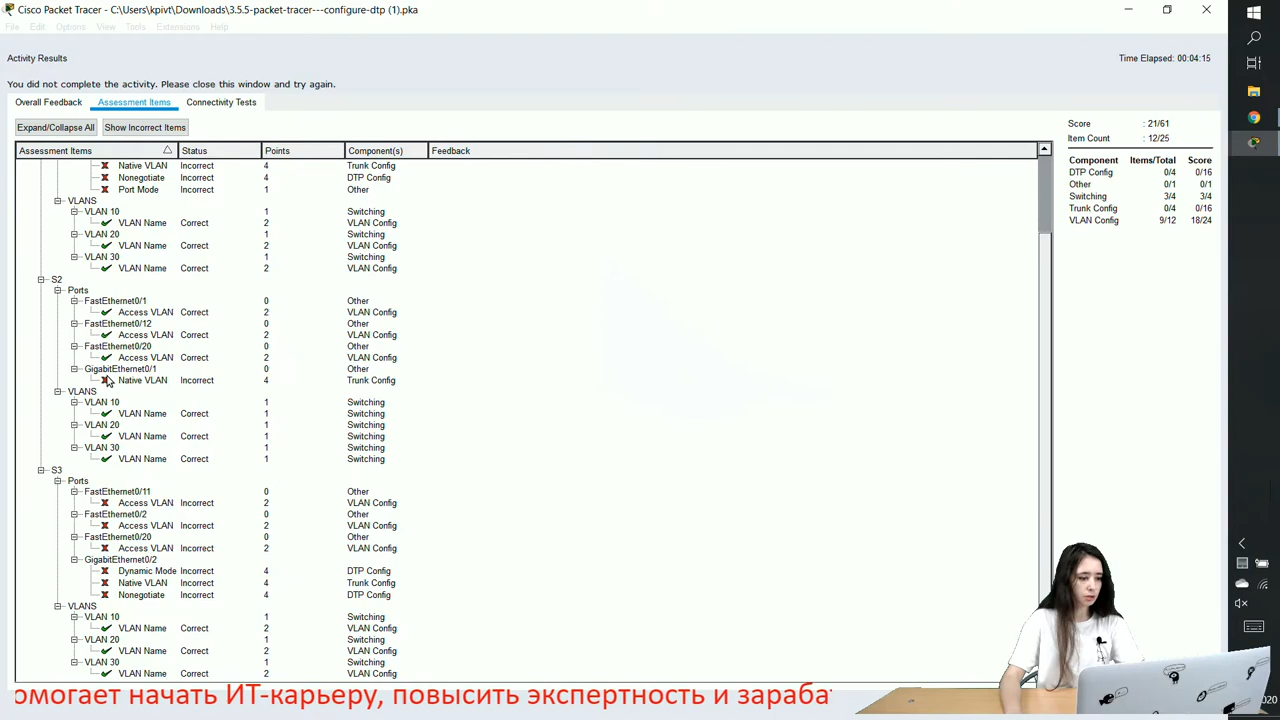 Cisco Packet Tracer - C:\Users\kpivt\Downloads\3.5.5-packet-tracer---configure-dtp (1).pka
File Edit Options View Tools Extensions Help
Activity Results
Time Elapsed: 00:04:15
You did not complete the activity. Please close this window and try again.
Overall Feedback Assessment Items Connectivity Tests
Expand/Collapse All Show Incorrect Items
Assessment Items Status Points Component(s) Feedback
Native VLAN Incorrect 4 Trunk Config
Nonegotiate Incorrect 4 DTP Config
Port Mode Incorrect 1 Other
VLANS
VLAN 10 1 Switching
VLAN Name Correct 2 VLAN Config
VLAN 20 1 Switching
VLAN Name Correct 2 VLAN Config
VLAN 30 1 Switching
VLAN Name Correct 2 VLAN Config
S2
Ports
FastEthernet0/1 0 Other
Access VLAN Correct 2 VLAN Config
FastEthernet0/12 0 Other
Access VLAN Correct 2 VLAN Config
FastEthernet0/20 0 Other
Access VLAN Correct 2 VLAN Config
GigabitEthernet0/1 0 Other
Native VLAN Incorrect 4 Trunk Config
VLANS
VLAN 10 1 Switching
VLAN Name Correct 1 Switching
VLAN 20 1 Switching
VLAN Name Correct 1 Switching
VLAN 30 1 Switching
VLAN Name Correct 1 Switching
S3
Ports
FastEthernet0/11 0 Other
Access VLAN Incorrect 2 VLAN Config
FastEthernet0/2 0 Other
Access VLAN Incorrect 2 VLAN Config
FastEthernet0/20 0 Other
Access VLAN Incorrect 2 VLAN Config
GigabitEthernet0/2 0 Other
Dynamic Mode Incorrect 4 DTP Config
Native VLAN Incorrect 4 Trunk Config
Nonegotiate Incorrect 4 DTP Config
VLANS
VLAN 10 1 Switching
VLAN Name Correct 2 VLAN Config
VLAN 20 1 Switching
VLAN Name Correct 2 VLAN Config
VLAN 30 1 Switching
VLAN Name Correct 2 VLAN Config
Score : 21/61
Item Count : 12/25
Component Items/Total Score
DTP Config 0/4 0/16
Other 0/1 0/1
Switching 3/4 3/4
Trunk Config 0/4 0/16
VLAN Config 9/12 18/24
омогает начать ИТ-карьеру, повысить экспертность и зараба